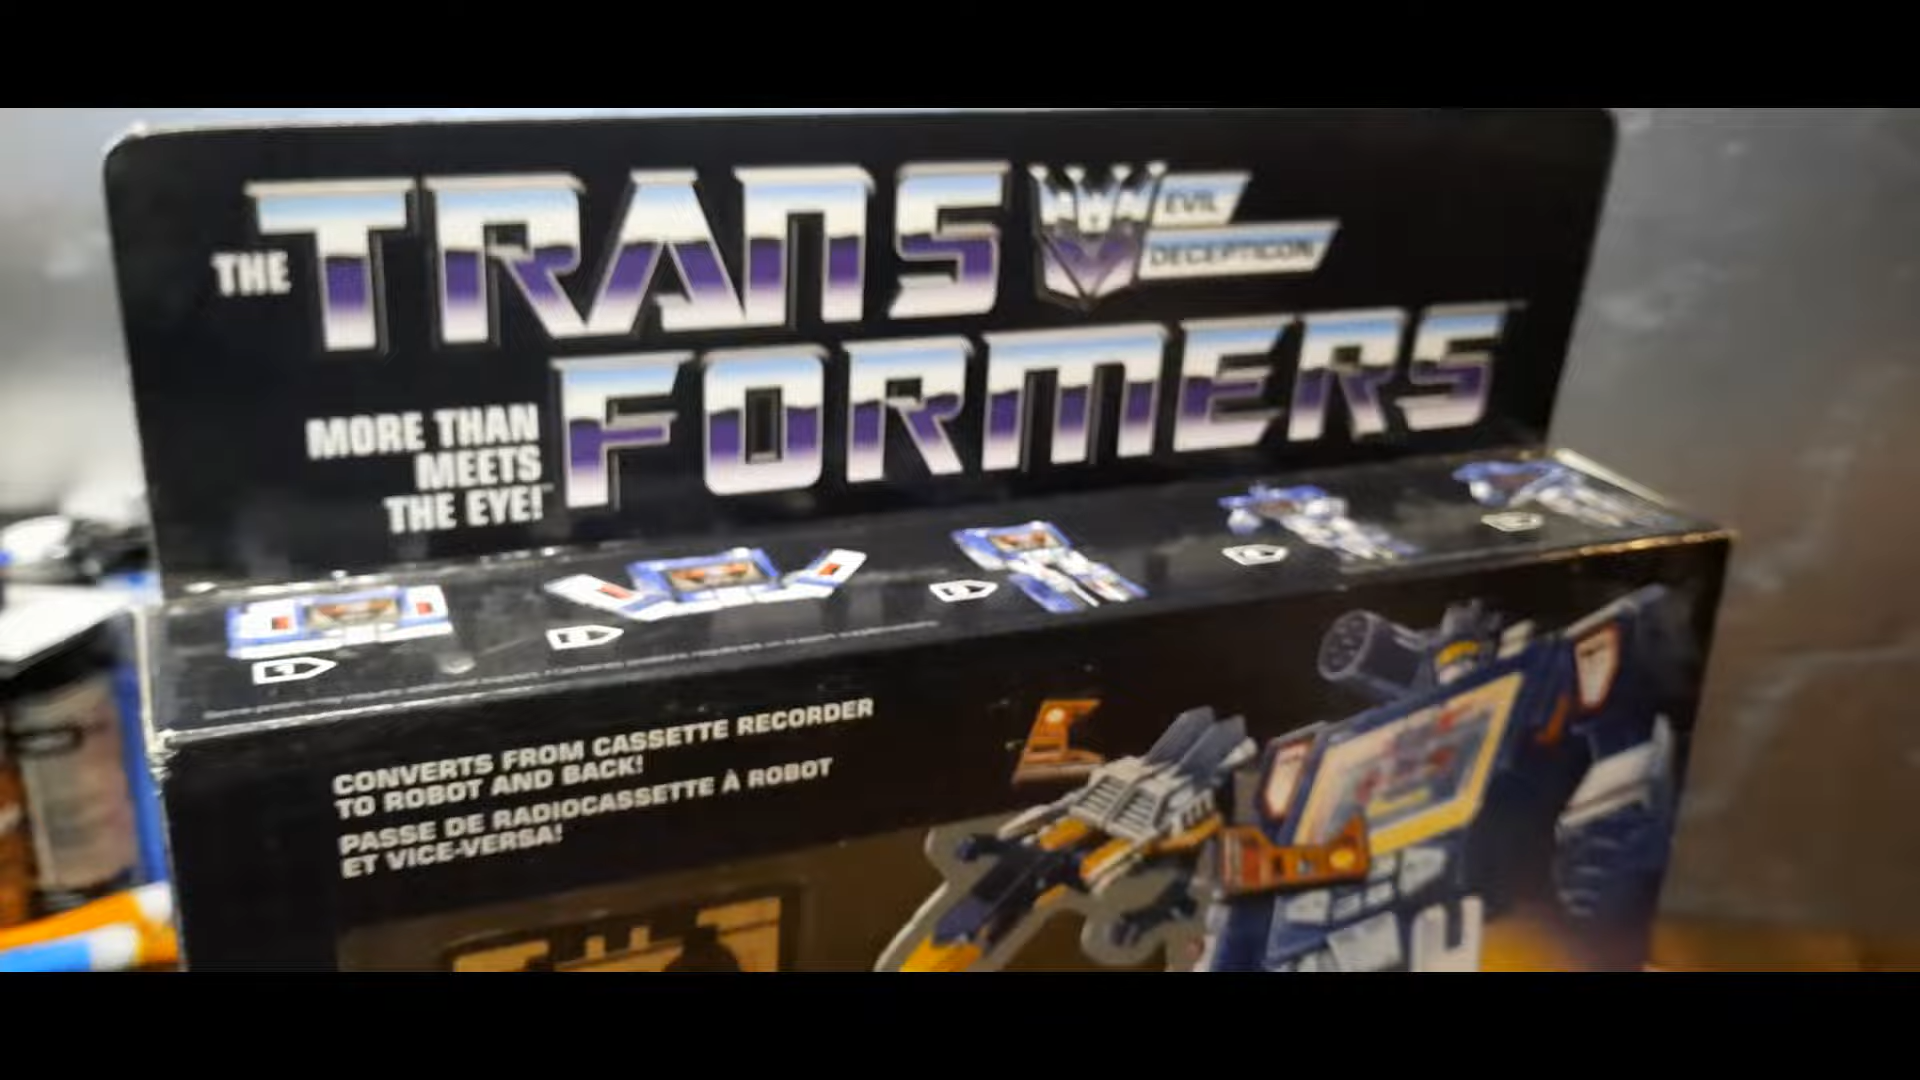 THE TRANS
EVIL
DECEPTICON
FORMERS
MORE THAN
MEETS
THE EYE!
CONVERTS FROM CASSETTE RECORDER
TO ROBOT AND BACK!
PASSE DE RADIOCASSETTE À ROBOT
ET VICE-VERSA!